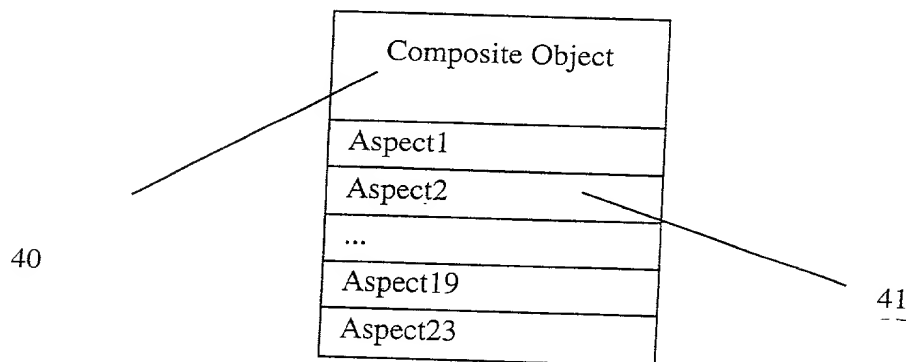 Composite Object
Aspect1
Aspect2
...
Aspect19
Aspect23
40
41